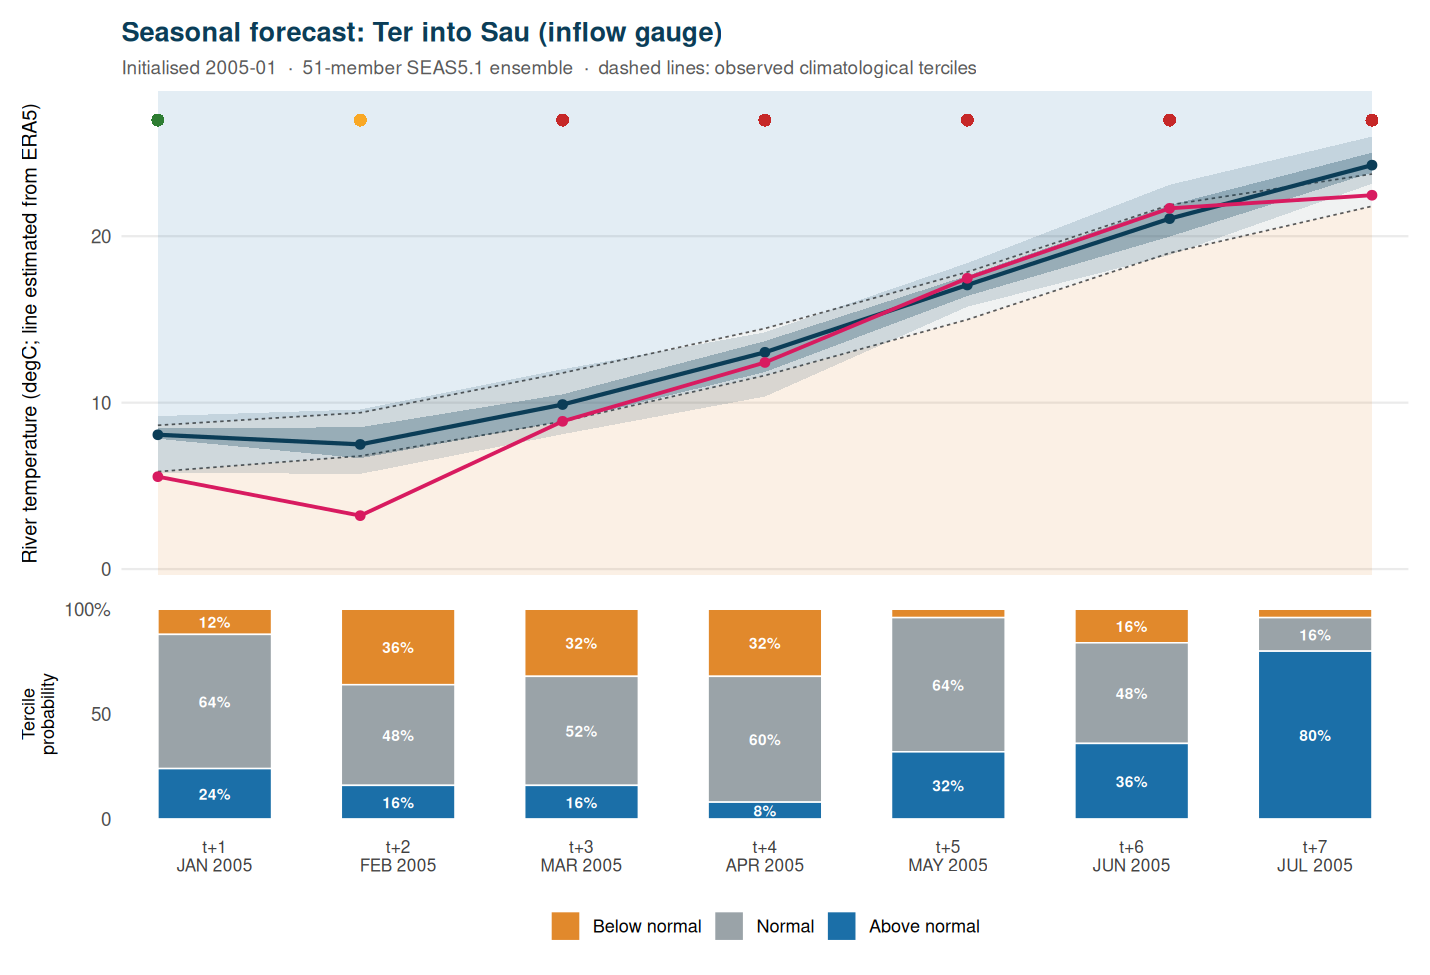 Seasonal forecast: Ter into Sau (inflow gauge)
Initialised 2005-01 · 51-member SEAS5.1 ensemble · dashed lines: observed climatological terciles
River temperature (degC; line estimated from ERA5)
20
10
0
100%
50
0
Tercile
probability
12%
64%
24%
36%
48%
16%
32%
52%
16%
32%
60%
8%
64%
32%
16%
48%
36%
16%
80%
t+1
JAN 2005
t+2
FEB 2005
t+3
MAR 2005
t+4
APR 2005
t+5
MAY 2005
t+6
JUN 2005
t+7
JUL 2005
Below normal
Normal
Above normal